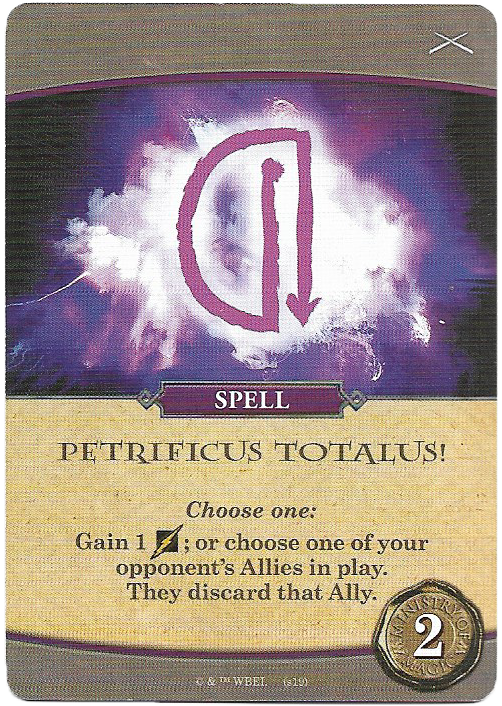 SPELL
PETRIFICUS TOTALUS!
Choose one:
Gain 1 ; or choose one of your
opponent's Allies in play.
They discard that Ally.
MINISTRY OF
2
MAGIC
© & ™ WBEI. (s19)